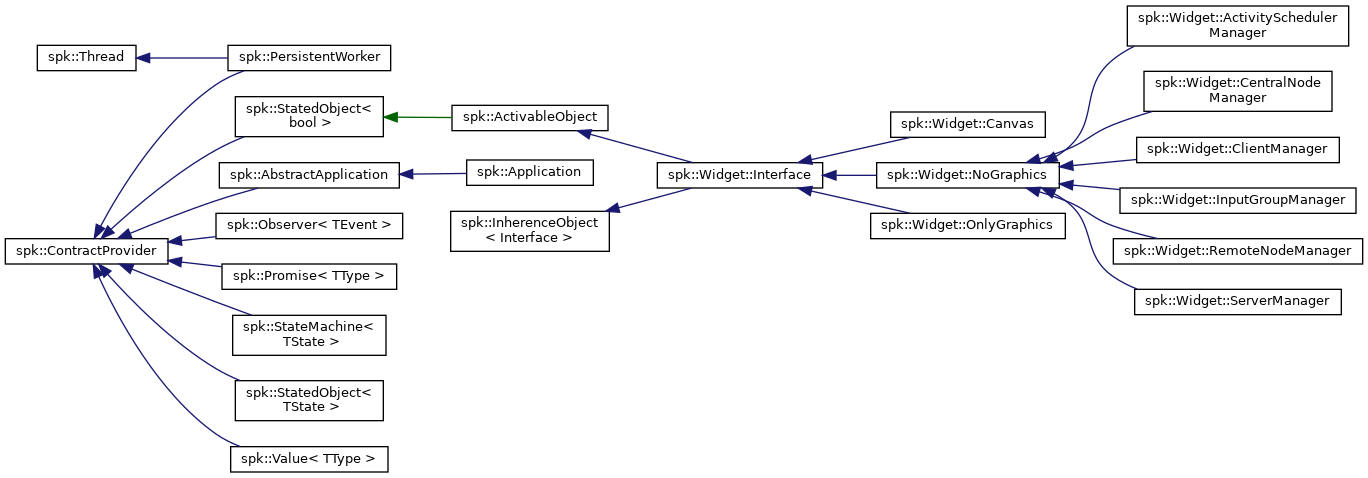 spk::Thread
spk::ContractProvider
spk::PersistentWorker
spk::StatedObject<
bool >
spk::AbstractApplication
spk::Observer< TEvent >
spk::Promise< TType >
spk::StateMachine<
TState >
spk::StatedObject<
TState >
spk::Value< TType >
spk::ActivableObject
spk::Application
spk::InherenceObject
< Interface >
spk::Widget::Interface
spk::Widget::Canvas
spk::Widget::NoGraphics
spk::Widget::OnlyGraphics
spk::Widget::ActivityScheduler
Manager
spk::Widget::CentralNode
Manager
spk::Widget::ClientManager
spk::Widget::InputGroupManager
spk::Widget::RemoteNodeManager
spk::Widget::ServerManager